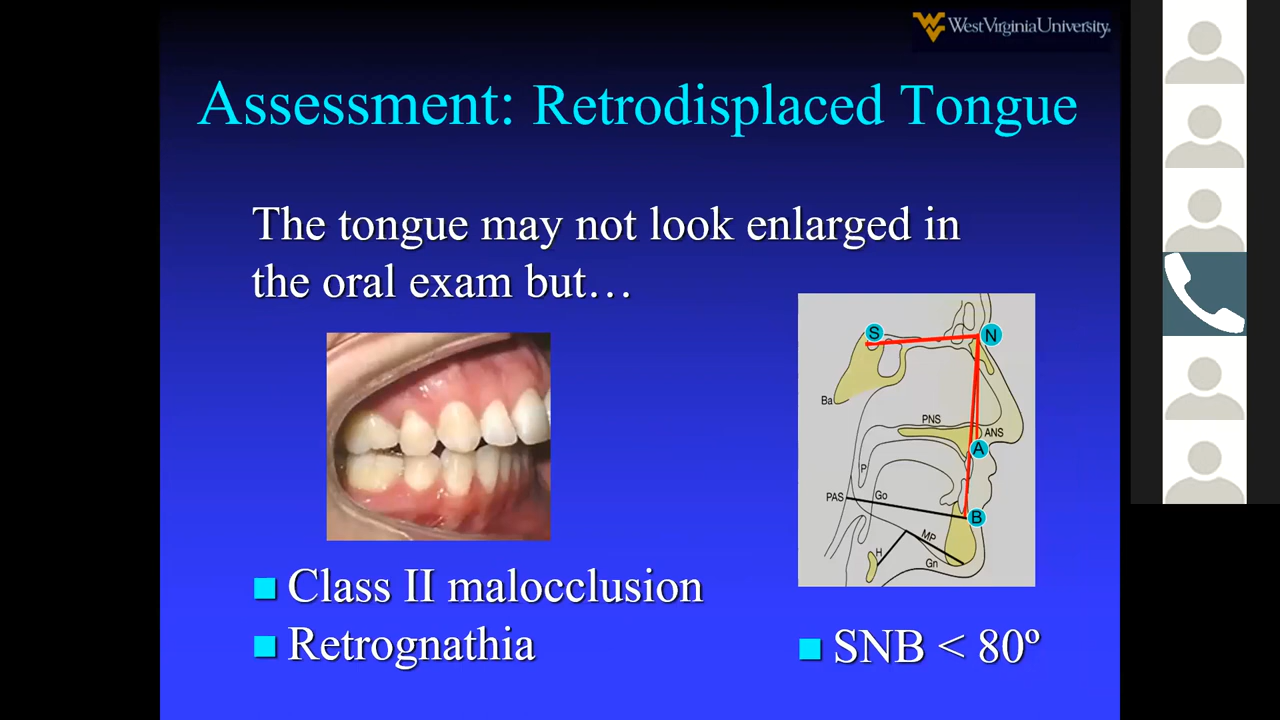 West Virginia University.
Assessment: Retrodisplaced Tongue
The tongue may not look enlarged in
the oral exam but…
S
N
Ba
PNS
ANS
A
P
PAS
Go
B
MP
H
Gn
■ Class II malocclusion
■ Retrognathia
■ SNB < 80º